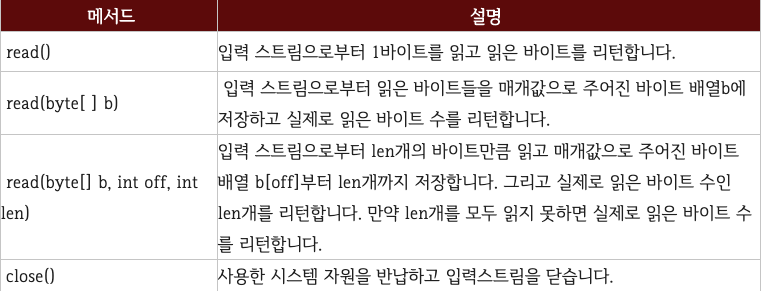 메서드 설명
read() 입력 스트림으로부터 1바이트를 읽고 읽은 바이트를 리턴합니다.
read(byte[ ] b) 입력 스트림으로부터 읽은 바이트들을 매개값으로 주어진 바이트 배열b에
저장하고 실제로 읽은 바이트 수를 리턴합니다.
read(byte[] b, int off, int
len)
입력 스트림으로부터 len개의 바이트만큼 읽고 매개값으로 주어진 바이트
배열 b[off]부터 len개까지 저장합니다. 그리고 실제로 읽은 바이트 수인
len개를 리턴합니다. 만약 len개를 모두 읽지 못하면 실제로 읽은 바이트 수
를 리턴합니다.
close() 사용한 시스템 자원을 반납하고 입력스트림을 닫습니다.